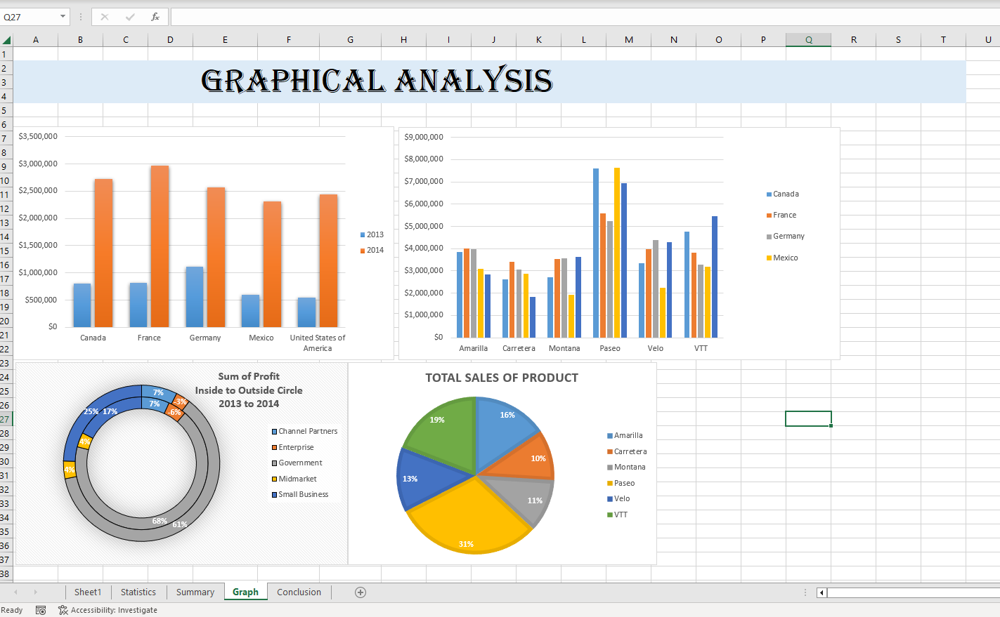 Q27
fx
A B C D E F G H I J K L M N O P Q R S T U
1
2
3
4
5
6
7
8
9
10
11
12
13
14
15
16
17
18
19
20
21
22
23
24
25
26
27
28
29
30
31
32
33
34
35
36
37
38
GRAPHICAL ANALYSIS
$3,500,000
$3,000,000
$2,500,000
$2,000,000
$1,500,000
$1,000,000
$500,000
$0
Canada France Germany Mexico United States of
America
2013
2014
$9,000,000
$8,000,000
$7,000,000
$6,000,000
$5,000,000
$4,000,000
$3,000,000
$2,000,000
$1,000,000
$0
Amarilla Carretera Montana Paseo Velo VTT
Canada
France
Germany
Mexico
Sum of Profit
Inside to Outside Circle
2013 to 2014
7%
7%
-3%
-6%
25% 17%
4%
4%
68% 61%
Channel Partners
Enterprise
Government
Midmarket
Small Business
TOTAL SALES OF PRODUCT
16%
19%
10%
13%
11%
31%
Amarilla
Carretera
Montana
Paseo
Velo
VTT
Sheet1 Statistics Summary Graph Conclusion
Ready Accessibility: Investigate